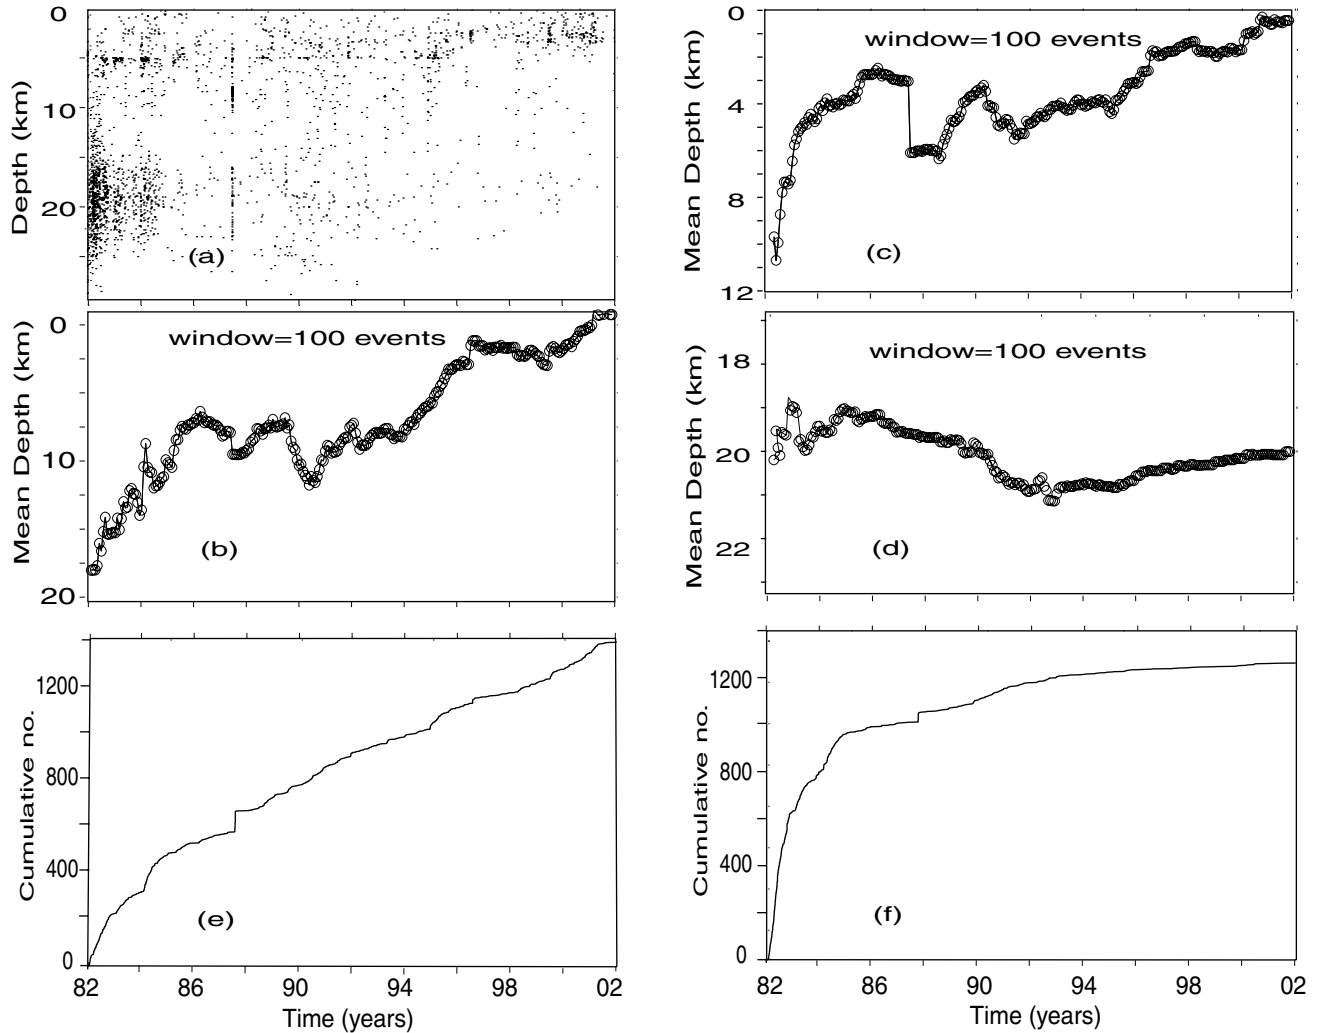 0
10
20
Depth (km)
(a)
0
4
8
12
Mean Depth (km)
window=100 events
(c)
0
10
20
Mean Depth (km)
window=100 events
(b)
18
20
22
Mean Depth (km)
window=100 events
(d)
1200
800
400
0
Cumulative no.
(e)
82 86 90 94 98 02
Time (years)
1200
800
400
0
Cumulative no.
(f)
82 86 90 94 98 02
Time (years)